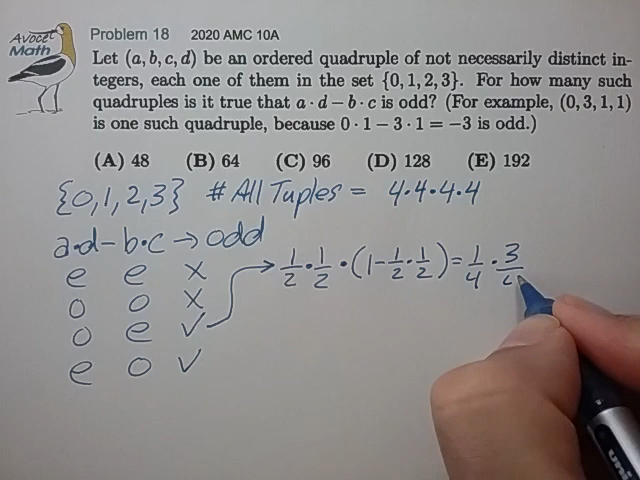 Avocet Math
Problem 18 2020 AMC 10A
Let (a, b, c, d) be an ordered quadruple of not necessarily distinct in-
tegers, each one of them in the set {0, 1, 2, 3}. For how many such
quadruples is it true that a · d − b · c is odd? (For example, (0, 3, 1, 1)
is one such quadruple, because 0 · 1 − 3 · 1 = −3 is odd.)
(A) 48 (B) 64 (C) 96 (D) 128 (E) 192
{0,1,2,3} # All Tuples = 4·4·4·4
a·d − b·c → odd
e e x
o o x
o e ✓ → 1/2 · 1/2 · (1 − 1/2 · 1/2) = 1/4 · 3/4
e o ✓
uni